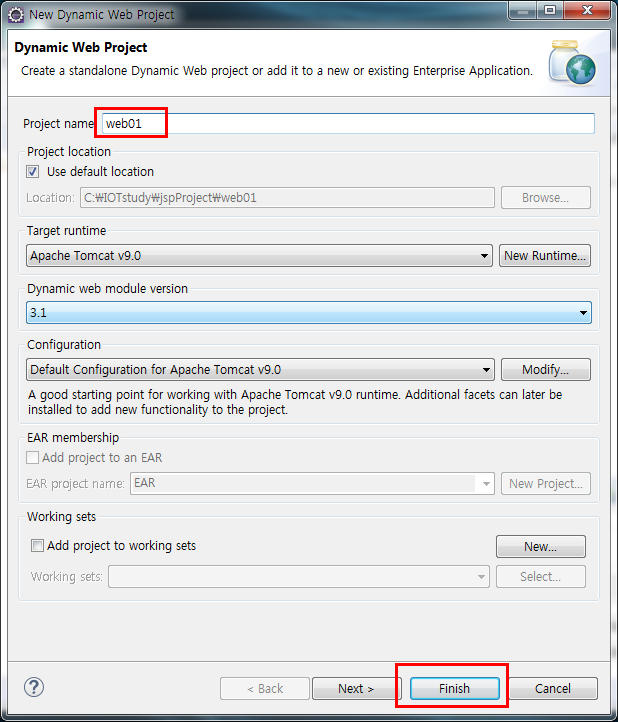 New Dynamic Web Project
Dynamic Web Project
Create a standalone Dynamic Web project or add it to a new or existing Enterprise Application.
Project name: web01
Project location
Use default location
Location: C:₩IOTstudy₩jspProject₩web01 Browse...
Target runtime
Apache Tomcat v9.0 New Runtime...
Dynamic web module version
3.1
Configuration
Default Configuration for Apache Tomcat v9.0 Modify...
A good starting point for working with Apache Tomcat v9.0 runtime. Additional facets can later be
installed to add new functionality to the project.
EAR membership
Add project to an EAR
EAR project name: EAR New Project...
Working sets
Add project to working sets New...
Working sets: Select...
? < Back Next > Finish Cancel